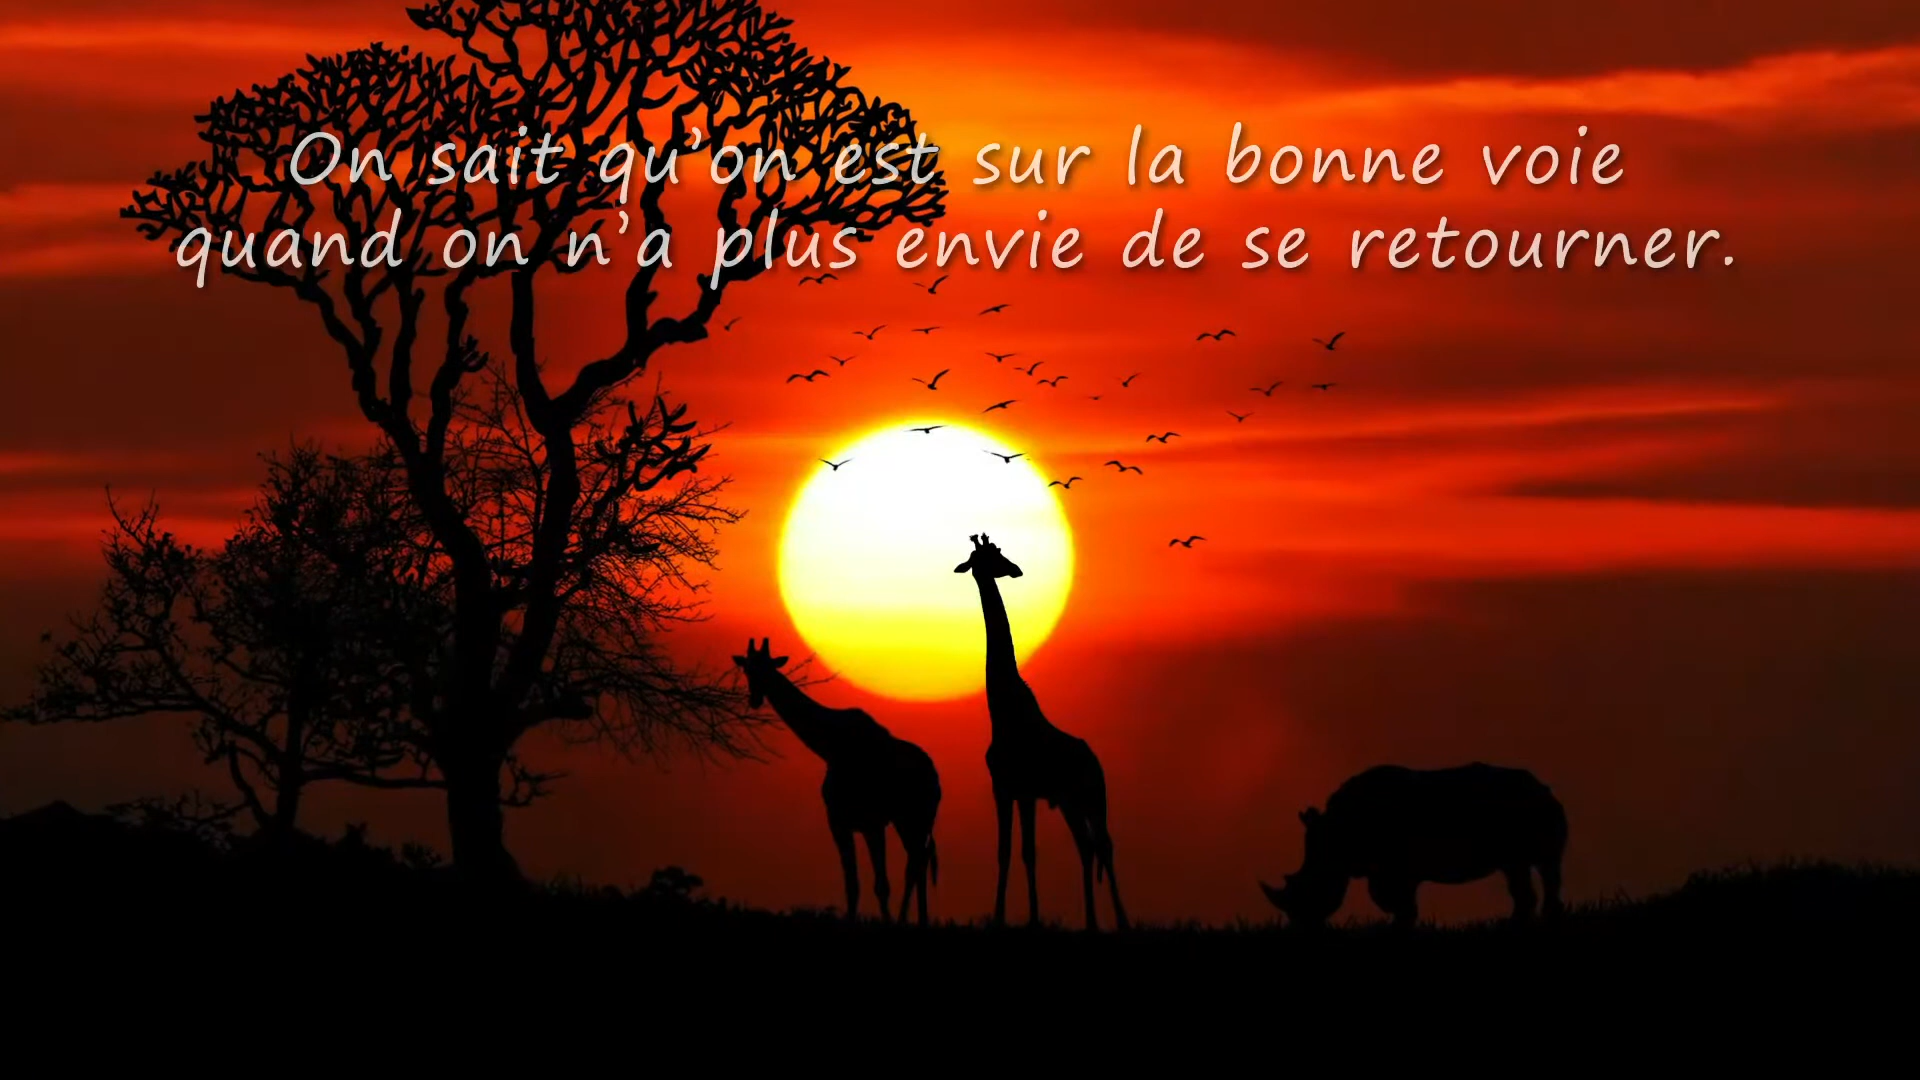 On sait qu’on est sur la bonne voie
quand on n’a plus envie de se retourner.